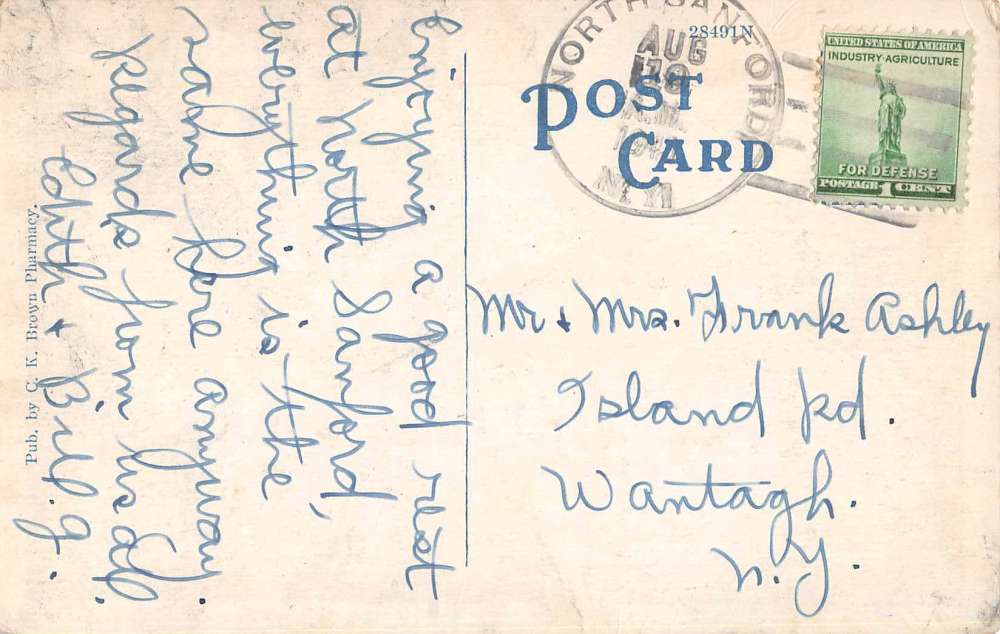 28491N
POST CARD
NORTH SANFORD
AUG
N.Y.
UNITED STATES OF AMERICA
INDUSTRY·AGRICULTURE
FOR DEFENSE
POSTAGE 1 CENT
Enjoying a good rest
at North Sanford,
everything is the
same here anyway.
Regards from us all
Edith + Bill. J.
Mr + Mrs. Frank Ashley
Island Rd.
Wantagh.
N.Y.
Pub. by C. K. Brown Pharmacy.